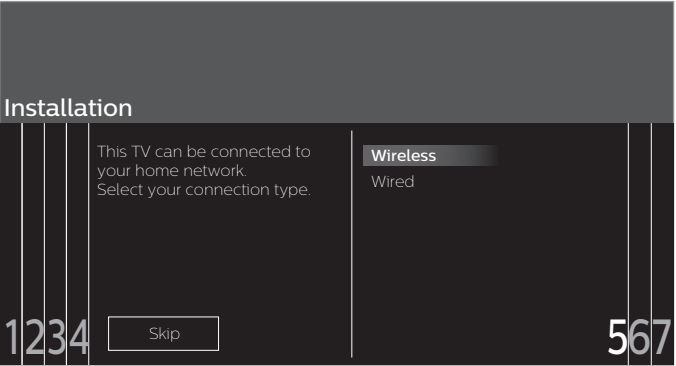 Installation
This TV can be connected to
your home network.
Select your connection type.
Wireless
Wired
Skip
1234
567